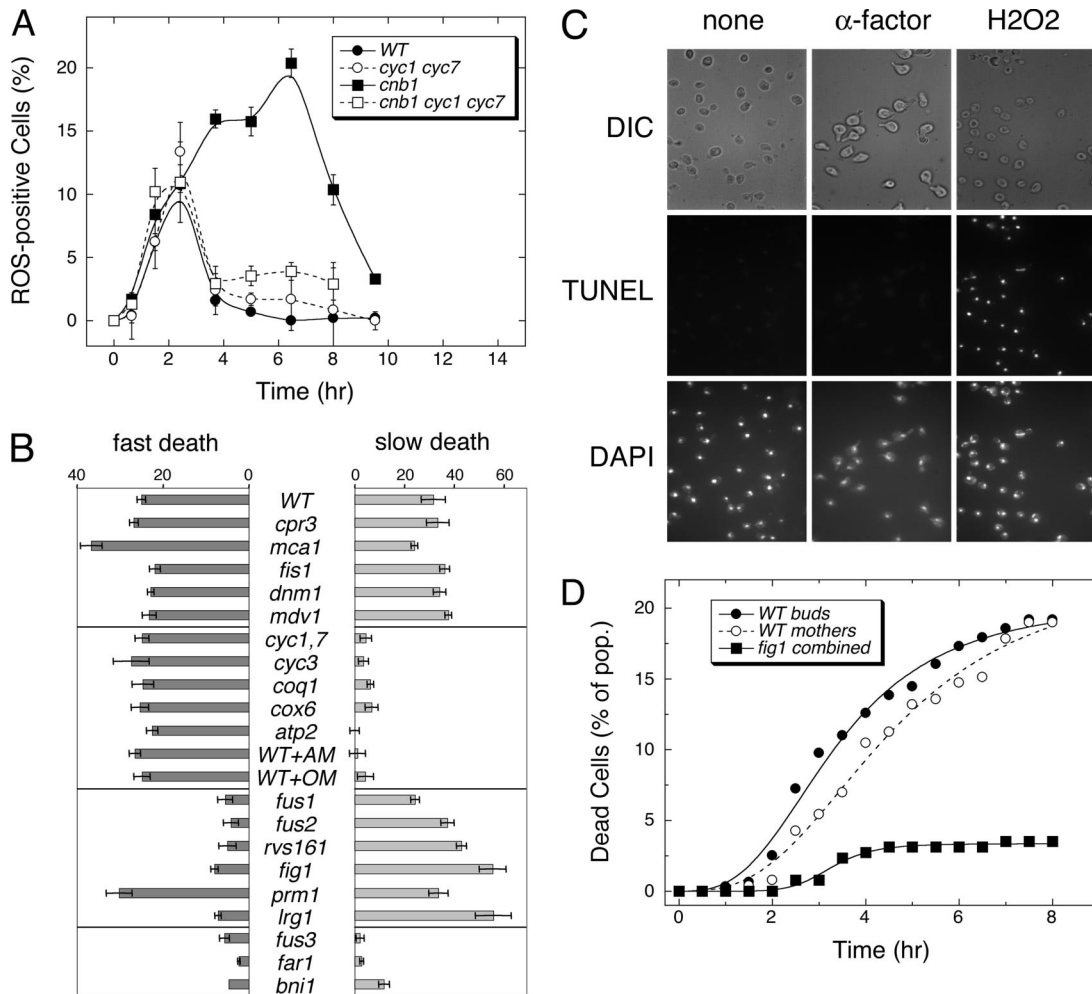 A
ROS-positive Cells (%)
20
15
10
5
0
WT
cyc1 cyc7
cnb1
cnb1 cyc1 cyc7
0 2 4 6 8 10 12 14
Time (hr)
B
fast death slow death
40 20 0 0 20 40 60
WT
cpr3
mca1
fis1
dnm1
mdv1
cyc1,7
cyc3
coq1
cox6
atp2
WT+AM
WT+OM
fus1
fus2
rvs161
fig1
prm1
lrg1
fus3
far1
bni1
C
none α-factor H2O2
DIC
TUNEL
DAPI
D
Dead Cells (% of pop.)
20
15
10
5
0
WT buds
WT mothers
fig1 combined
0 2 4 6 8
Time (hr)